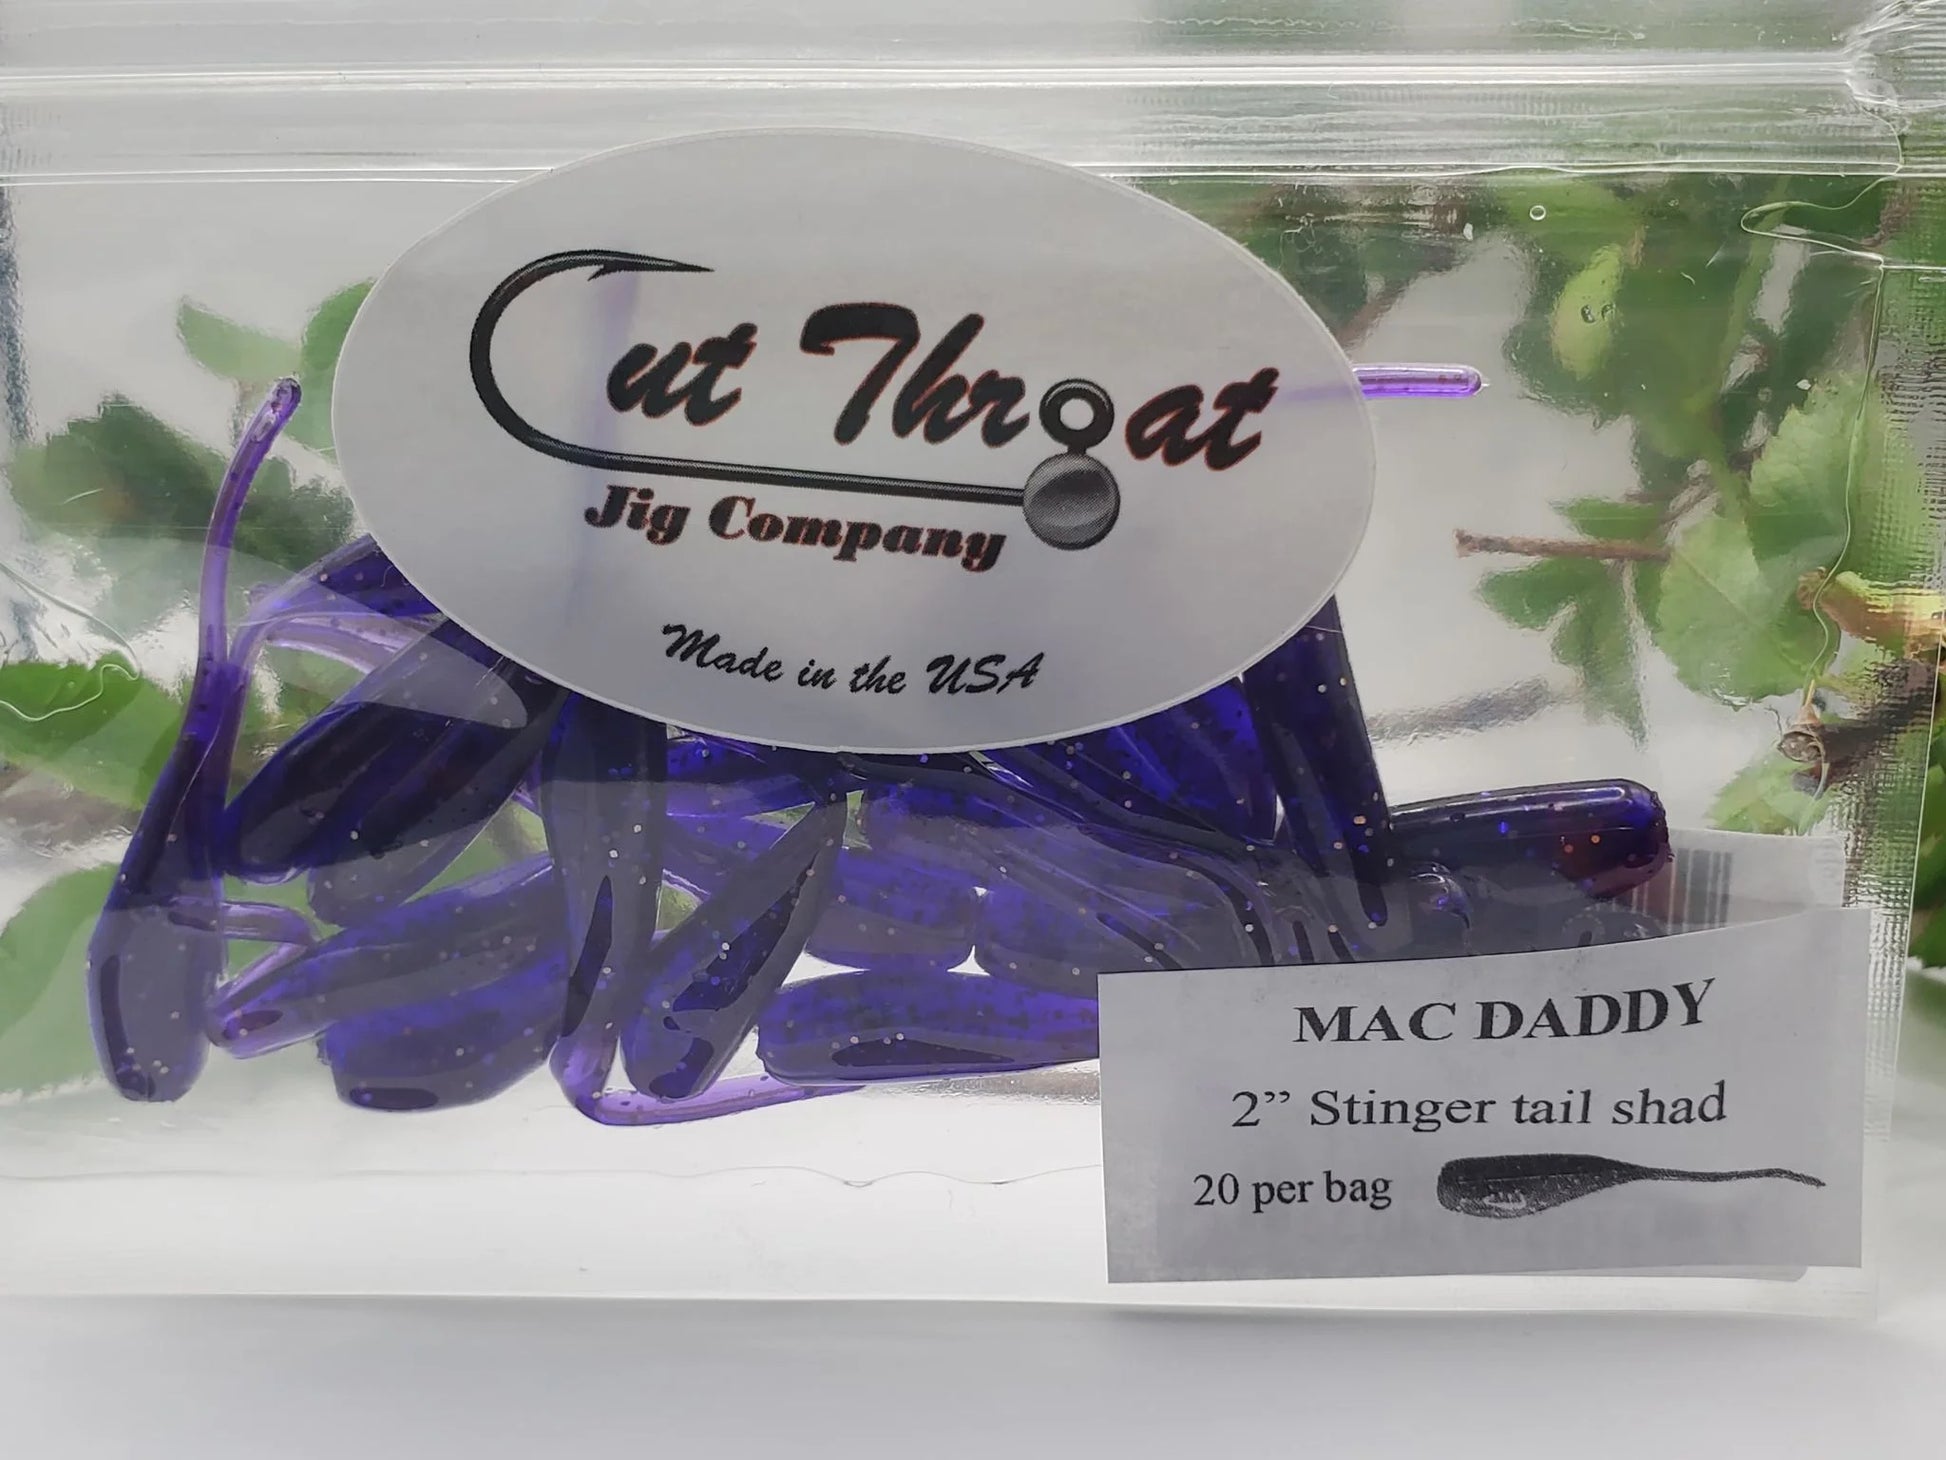 Cut Throat
Jig Company
Made in the USA
MAC DADDY
2” Stinger tail shad
20 per bag